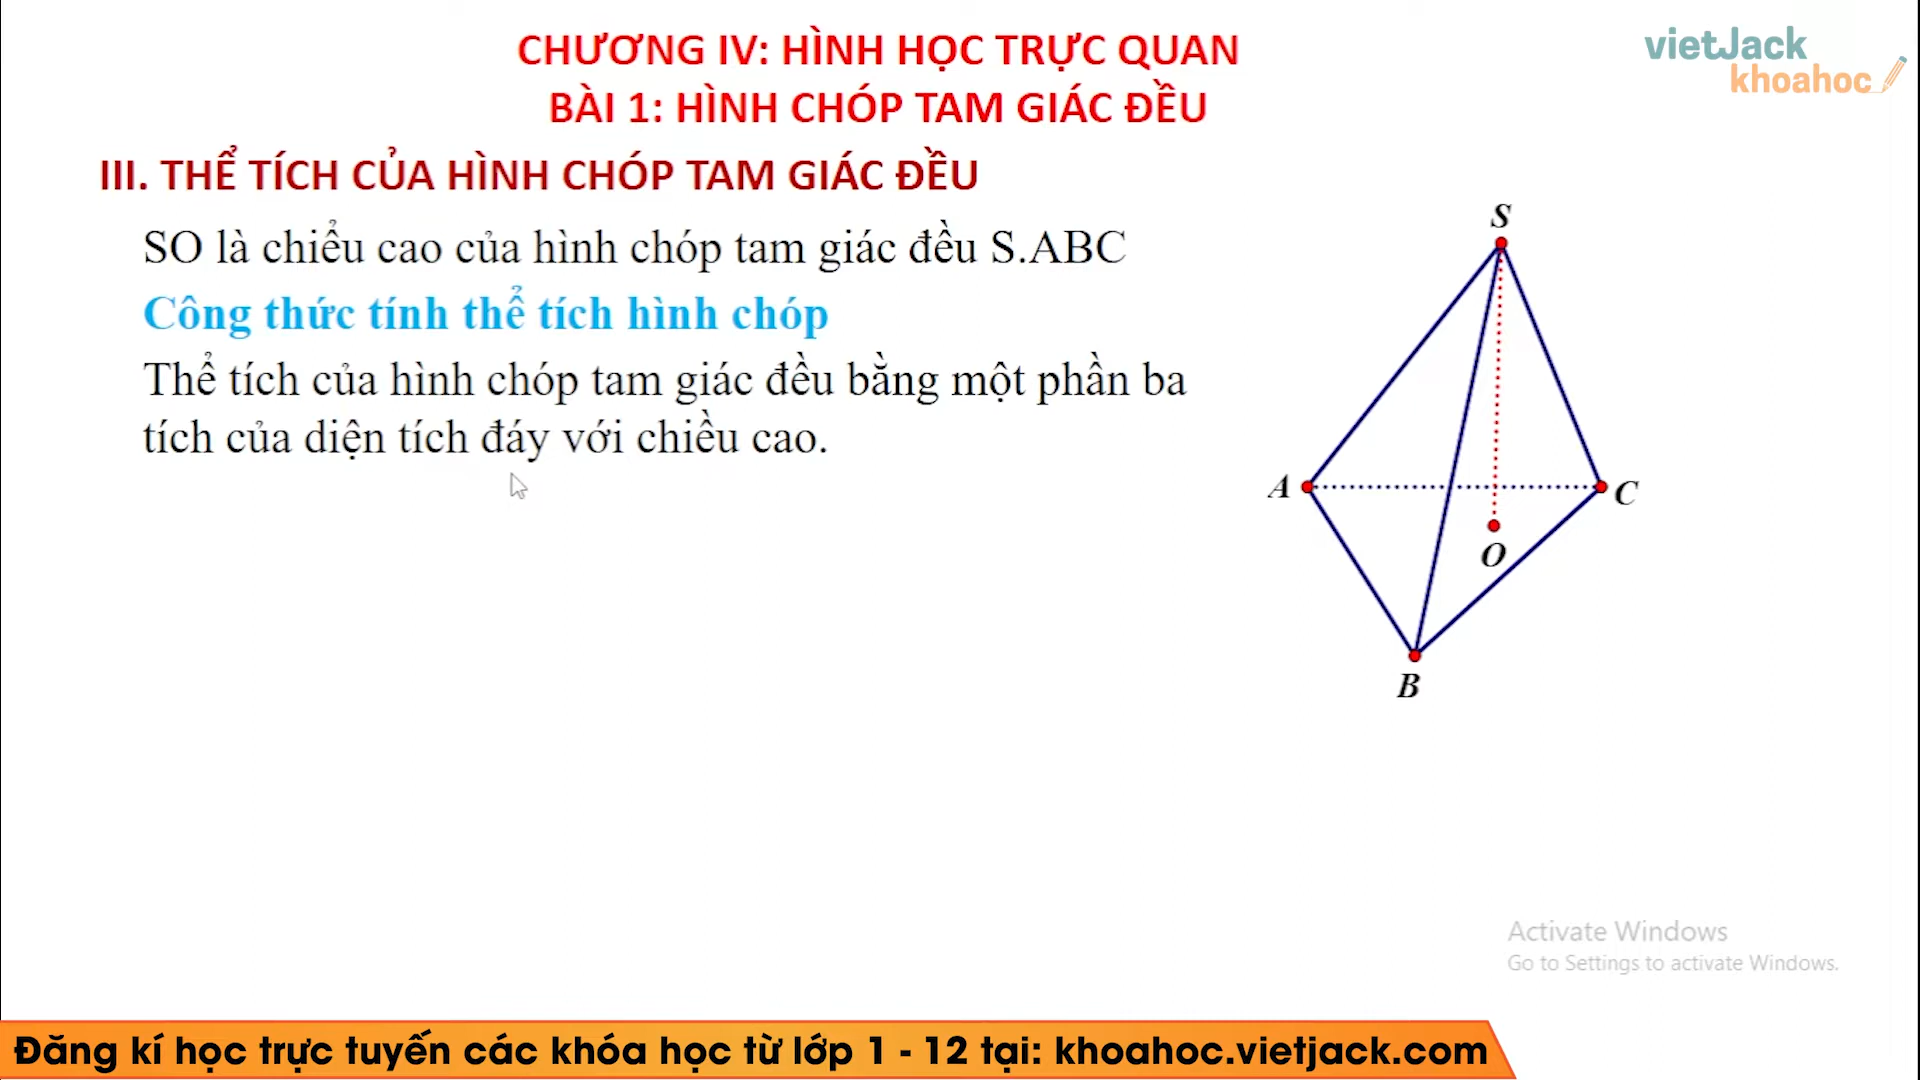 CHƯƠNG IV: HÌNH HỌC TRỰC QUAN
BÀI 1: HÌNH CHÓP TAM GIÁC ĐỀU
vietJack
khoahoc
III. THỂ TÍCH CỦA HÌNH CHÓP TAM GIÁC ĐỀU
SO là chiểu cao của hình chóp tam giác đều S.ABC
Công thức tính thể tích hình chóp
Thể tích của hình chóp tam giác đều bằng một phần ba
tích của diện tích đáy với chiều cao.
S
A
C
O
B
Activate Windows
Go to Settings to activate Windows.
Đăng kí học trực tuyến các khóa học từ lớp 1 - 12 tại: khoahoc.vietjack.com